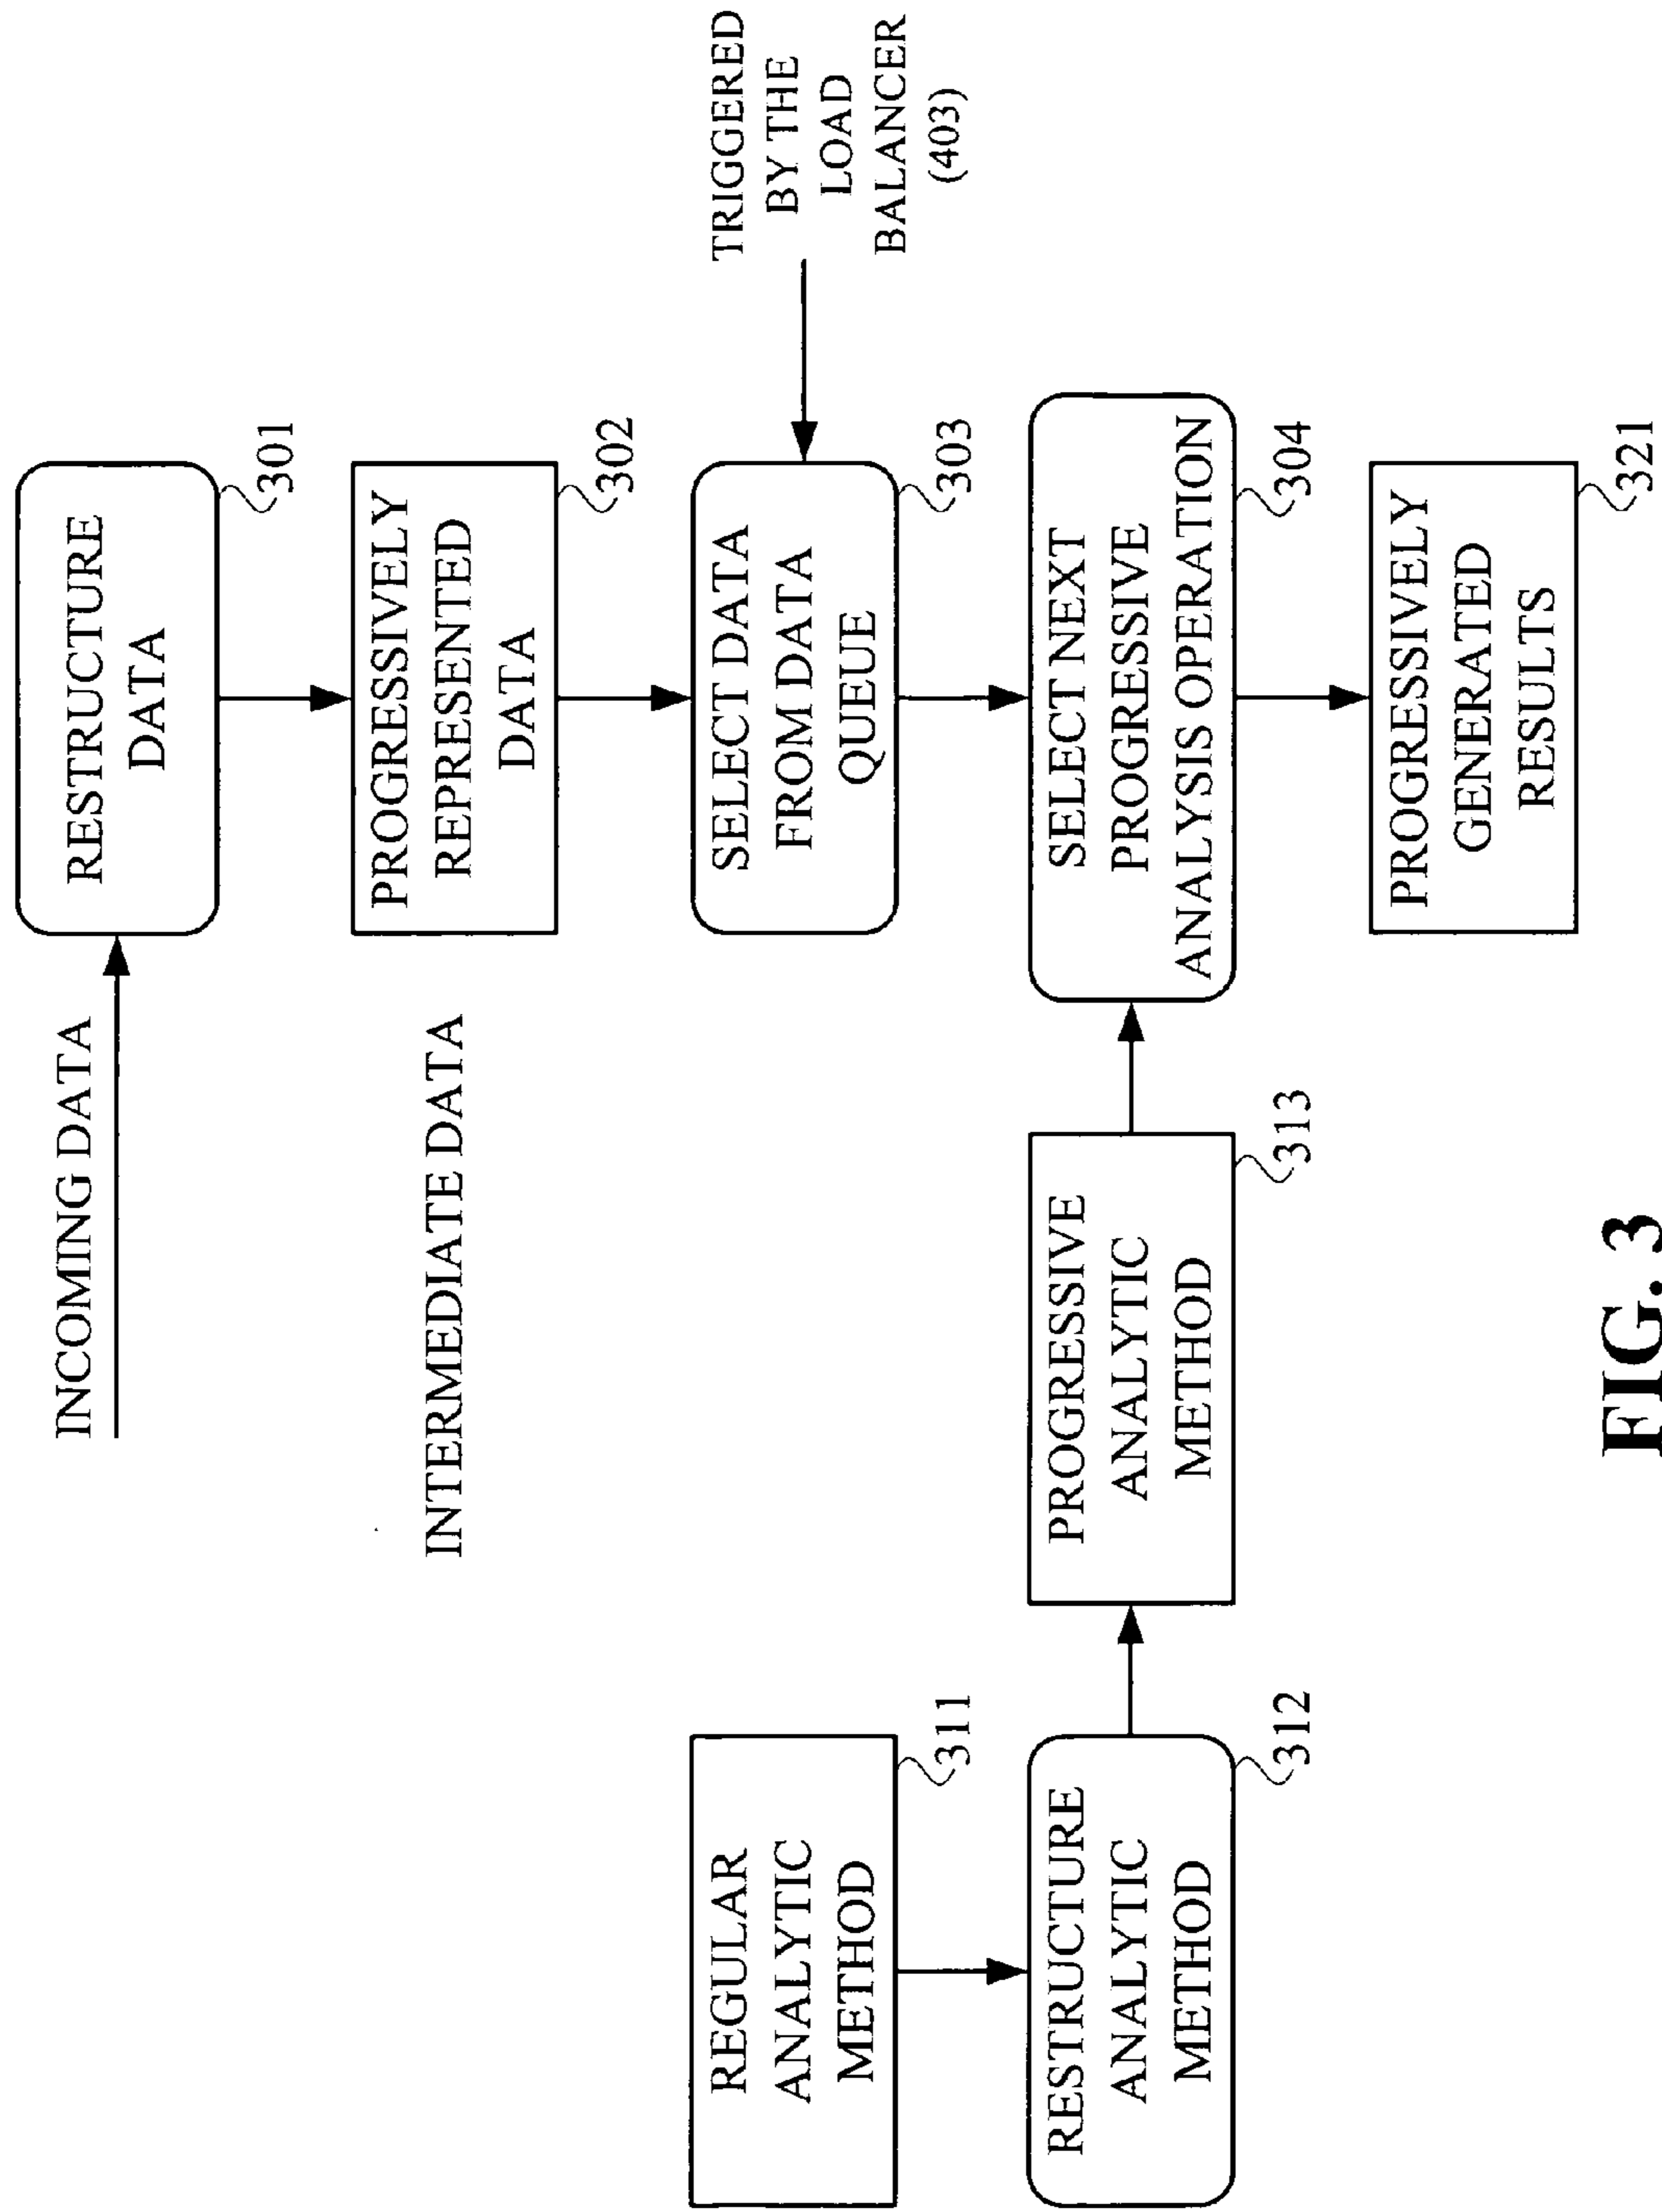 INCOMING DATA
RESTRUCTURE
DATA
301
INTERMEDIATE DATA
PROGRESSIVELY
REPRESENTED
DATA
302
REGULAR
ANALYTIC
METHOD
311
SELECT DATA
FROM DATA
QUEUE
303
TRIGGERED
BY THE
LOAD
BALANCER
(403)
RESTRUCTURE
ANALYTIC
METHOD
312
PROGRESSIVE
ANALYTIC
METHOD
313
SELECT NEXT
PROGRESSIVE
ANALYSIS OPERATION
304
PROGRESSIVELY
GENERATED
RESULTS
321
FIG. 3